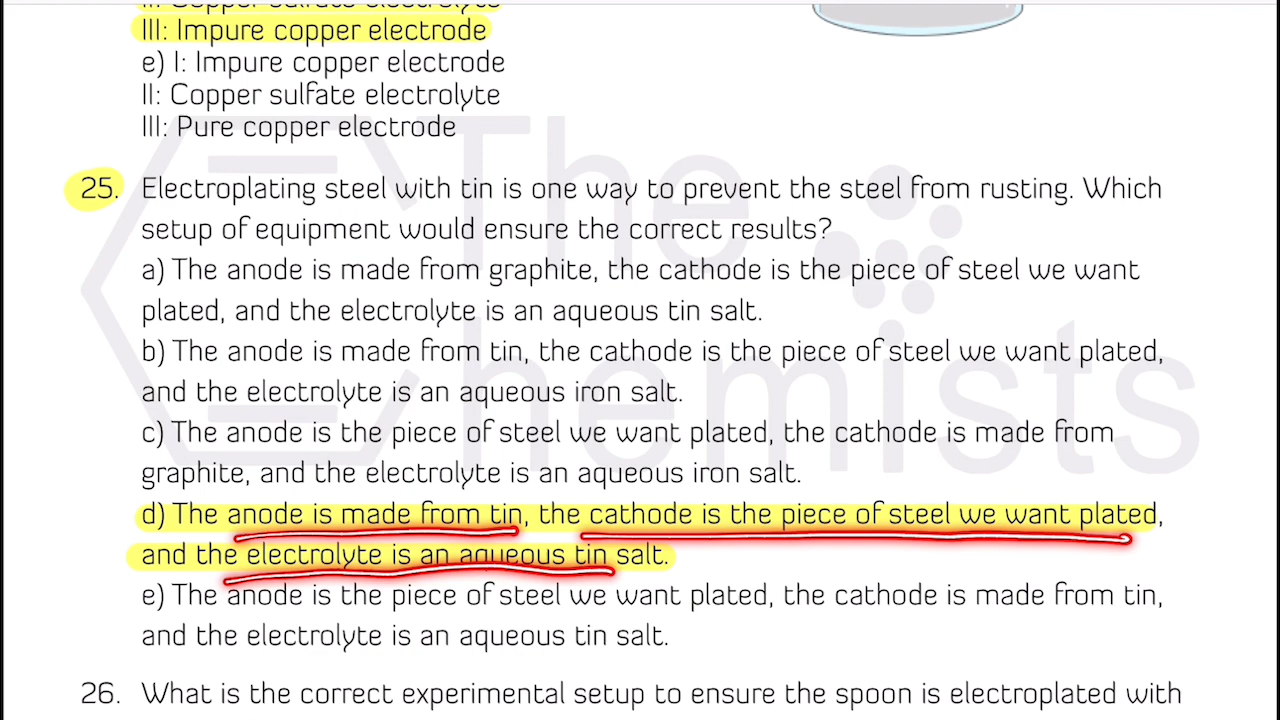 II: Copper sulfate electrolyte
III: Impure copper electrode
e) I: Impure copper electrode
II: Copper sulfate electrolyte
III: Pure copper electrode
The
Chemists
25. Electroplating steel with tin is one way to prevent the steel from rusting. Which
setup of equipment would ensure the correct results?
a) The anode is made from graphite, the cathode is the piece of steel we want
plated, and the electrolyte is an aqueous tin salt.
b) The anode is made from tin, the cathode is the piece of steel we want plated,
and the electrolyte is an aqueous iron salt.
c) The anode is the piece of steel we want plated, the cathode is made from
graphite, and the electrolyte is an aqueous iron salt.
d) The anode is made from tin, the cathode is the piece of steel we want plated,
and the electrolyte is an aqueous tin salt.
e) The anode is the piece of steel we want plated, the cathode is made from tin,
and the electrolyte is an aqueous tin salt.
26. What is the correct experimental setup to ensure the spoon is electroplated with